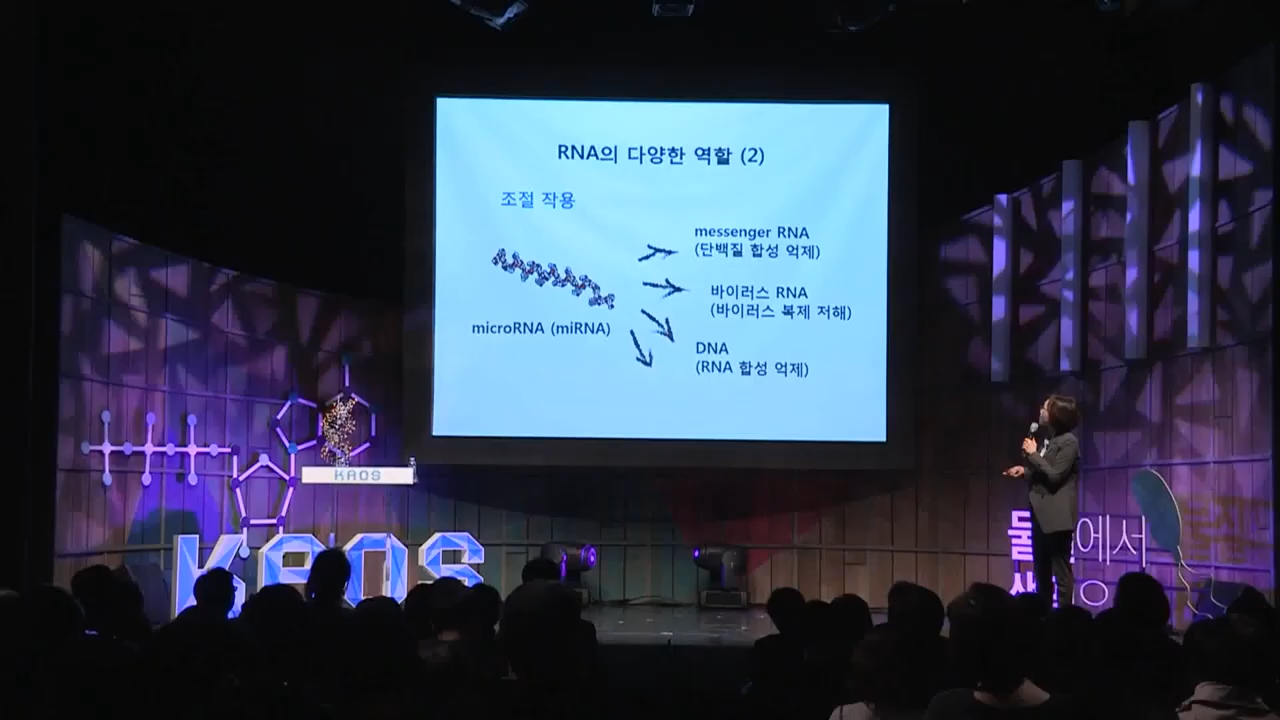 RNA의 다양한 역할 (2)
조절 작용
messenger RNA
(단백질 합성 억제)
바이러스 RNA
(바이러스 복제 저해)
microRNA (miRNA)
DNA
(RNA 합성 억제)
KAOS
KAOS
에서